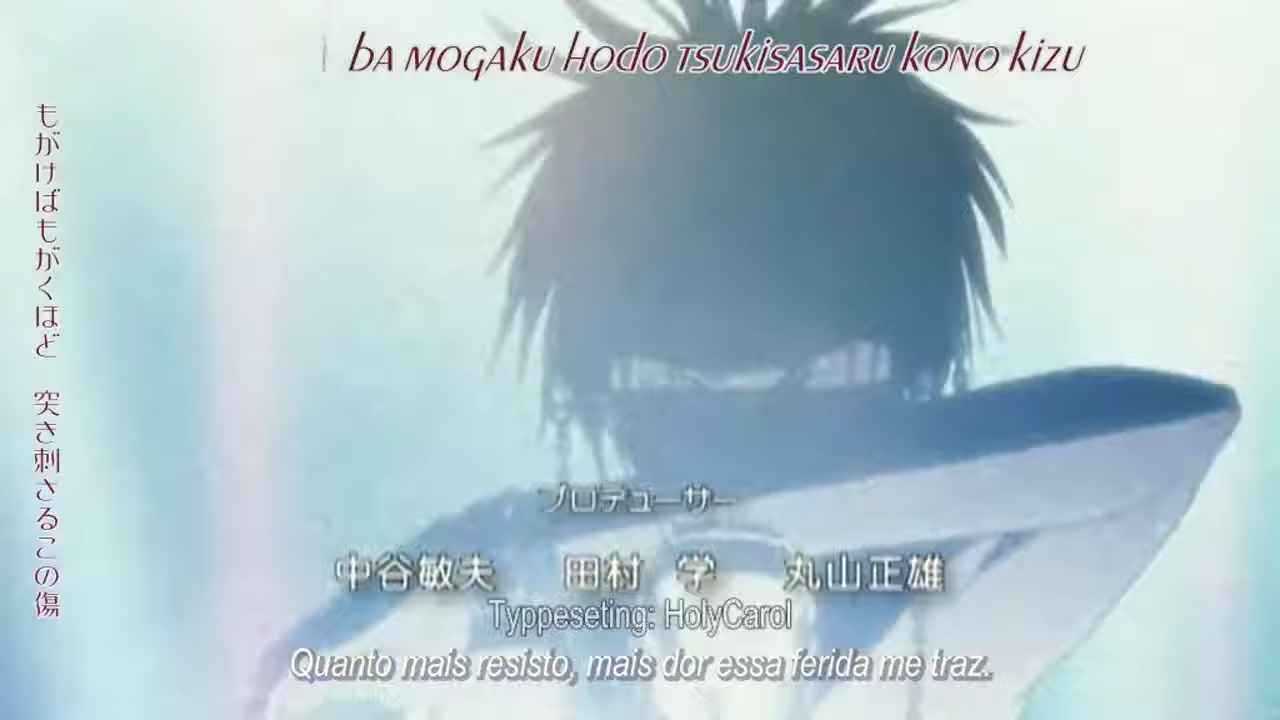 BA MOGAKU HODO TSUKISASARU KONO KIZU
もがけばもがくほど 突き刺さるこの傷
プロデューサー
中谷敏夫 田村 学 丸山正雄
Typpeseting: HolyCarol
Quanto mais resisto, mais dor essa ferida me traz.